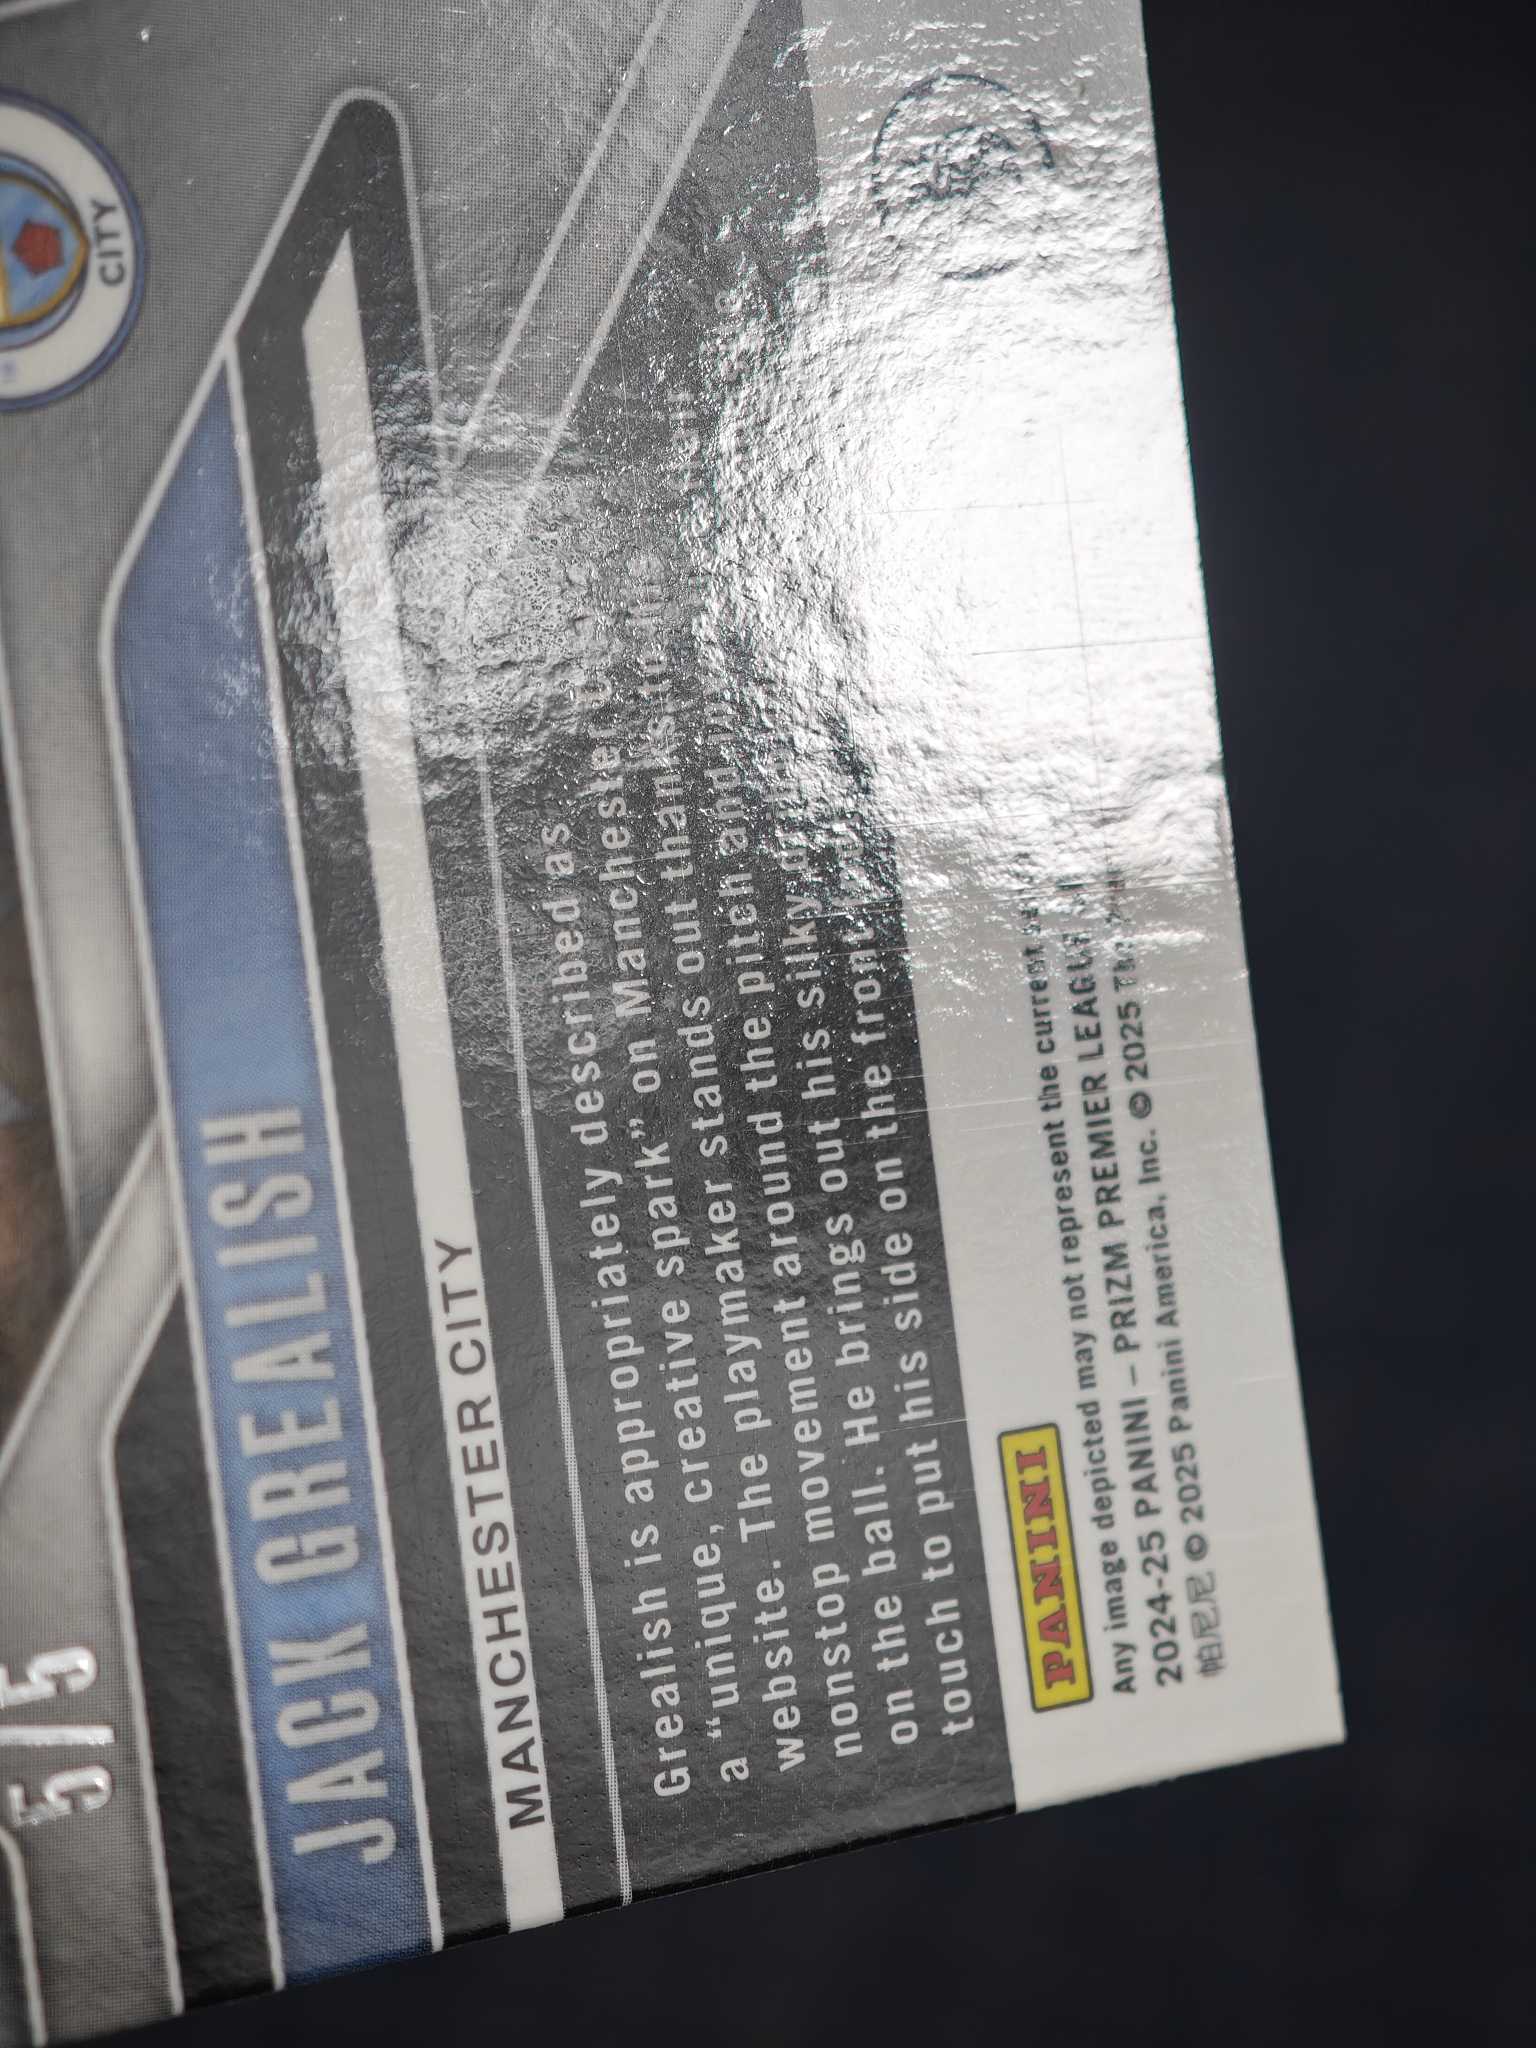 CITY
5/5
JACK GREALISH
MANCHESTER CITY
Grealish is appropriately described as
a “unique, creative spark” on Manchester
website. The playmaker stands out thanks to his
nonstop movement around the pitch and
on the ball. He brings out his silky
touch to put his side on the front
PANINI
Any image depicted may not represent the current
2024-25 PANINI – PRIZM PREMIER LEAGUE
帕尼尼 © 2025 Panini America, Inc. © 2025